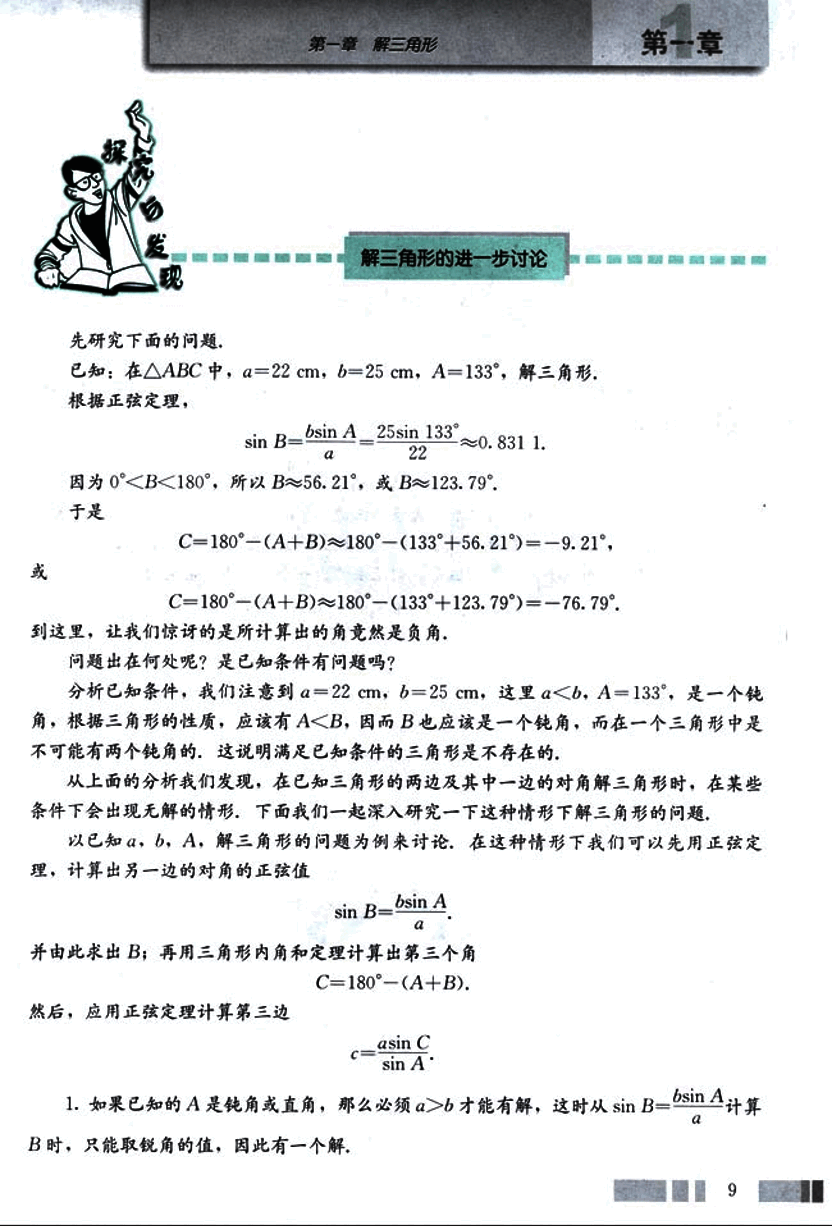 第一章 解三角形
第一章
探究与发现
解三角形的进一步讨论
先研究下面的问题.
已知：在△ABC中，a=22 cm，b=25 cm，A=133°，解三角形.
根据正弦定理，
sin B=bsin A/a=25sin 133°/22≈0.831 1.
因为 0°<B<180°，所以 B≈56.21°，或 B≈123.79°.
于是
C=180°-(A+B)≈180°-(133°+56.21°)=-9.21°，
或
C=180°-(A+B)≈180°-(133°+123.79°)=-76.79°.
到这里，让我们惊讶的是所计算出的角竟然是负角.
问题出在何处呢？是已知条件有问题吗？
分析已知条件，我们注意到 a=22 cm，b=25 cm，这里 a<b，A=133°，是一个钝
角，根据三角形的性质，应该有 A<B，因而 B 也应该是一个钝角，而在一个三角形中是
不可能有两个钝角的. 这说明满足已知条件的三角形是不存在的.
从上面的分析我们发现，在已知三角形的两边及其中一边的对角解三角形时，在某些
条件下会出现无解的情形. 下面我们一起深入研究一下这种情形下解三角形的问题.
以已知 a，b，A，解三角形的问题为例来讨论. 在这种情形下我们可以先用正弦定
理，计算出另一边的对角的正弦值
sin B=bsin A/a.
并由此求出 B；再用三角形内角和定理计算出第三个角
C=180°-(A+B).
然后，应用正弦定理计算第三边
c=asin C/sin A.
1. 如果已知的 A 是钝角或直角，那么必须 a>b 才能有解，这时从 sin B=bsin A/a 计算
B 时，只能取锐角的值，因此有一个解.
9